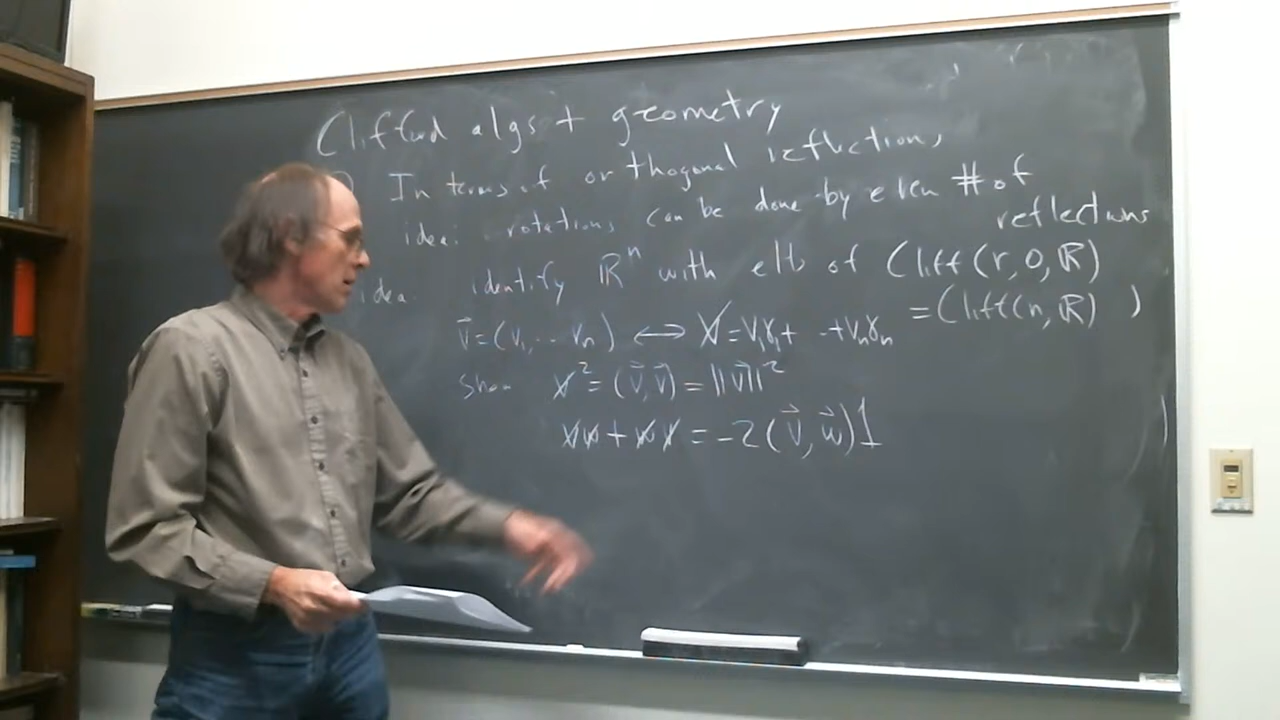 Clifford algs + geometry
In terms of orthogonal reflections
idea: rotations can be done by even # of
reflections
idea: identify ℝⁿ with elts of Cliff(r,0,ℝ)
=Cliff(n,ℝ) )
v⃗=(v₁,...vₙ) ↔ v̸=v₁γ₁+ +vₙγₙ
Show v̸²=(v⃗,v⃗)=||v⃗||²
v̸w̸+w̸v̸=-2(v⃗,w⃗)1